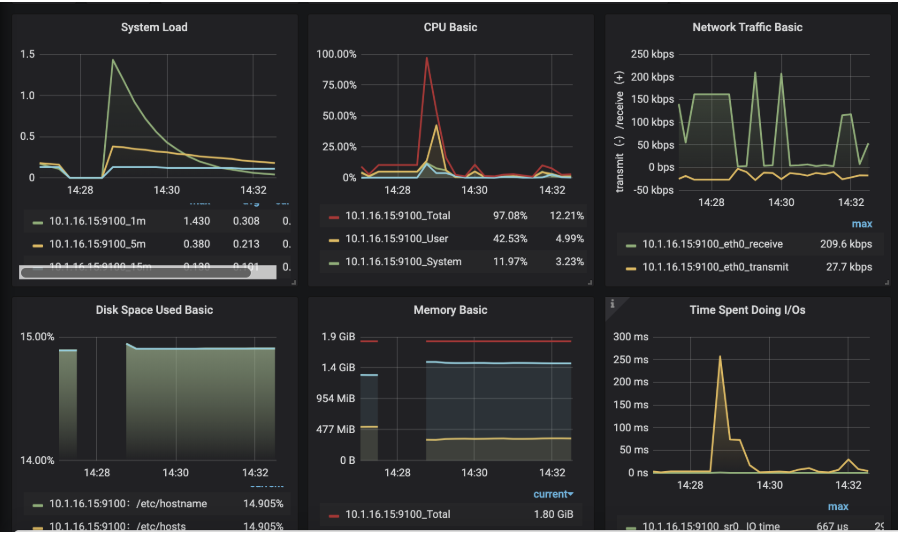 System Load
1.5
1.0
0.5
0
14:28 14:30 14:32
10.1.16.15:9100_1m 1.430 0.308 0.
10.1.16.15:9100_5m 0.380 0.213 0.
CPU Basic
100.00%
75.00%
50.00%
25.00%
0%
14:28 14:30 14:32
10.1.16.15:9100_Total 97.08% 12.21%
10.1.16.15:9100_User 42.53% 4.99%
10.1.16.15:9100_System 11.97% 3.23%
Network Traffic Basic
transmit (-) /receive (+)
250 kbps
200 kbps
150 kbps
100 kbps
50 kbps
0 bps
-50 kbps
14:28 14:30 14:32
max
10.1.16.15:9100_eth0_receive 209.6 kbps
10.1.16.15:9100_eth0_transmit 27.7 kbps
Disk Space Used Basic
15.00%
14.00%
14:28 14:30 14:32
10.1.16.15:9100: /etc/hostname 14.905%
10.1.16.15:9100: /etc/hosts 14.905%
Memory Basic
1.9 GiB
1.4 GiB
954 MiB
477 MiB
0 B
14:28 14:30 14:32
current
10.1.16.15:9100_Total 1.80 GiB
i
Time Spent Doing I/Os
300 ms
250 ms
200 ms
150 ms
100 ms
50 ms
0 ns
14:28 14:30 14:32
max
10.1.16.15:9100_sr0_IO time 667 us